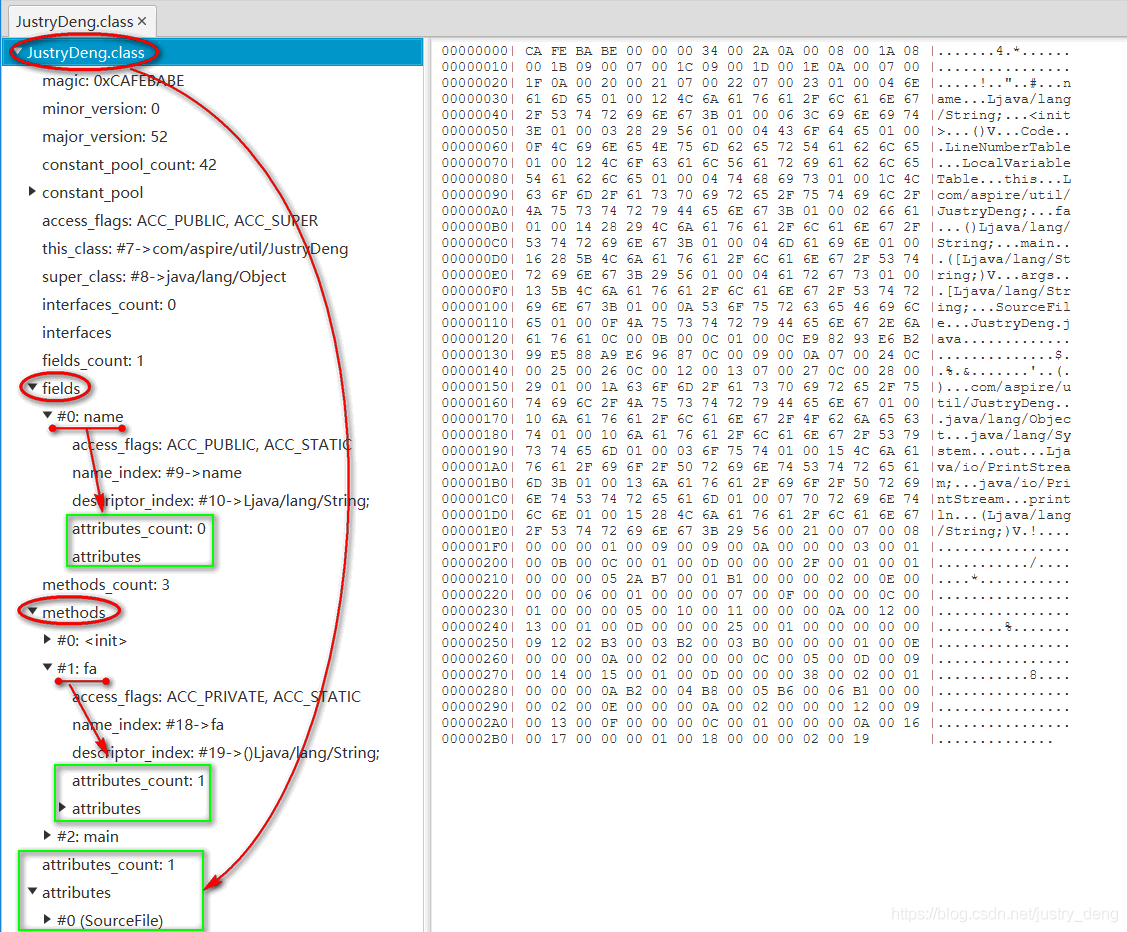 JustryDeng.class ×
JustryDeng.class
magic: 0xCAFEBABE
minor_version: 0
major_version: 52
constant_pool_count: 42
constant_pool
access_flags: ACC_PUBLIC, ACC_SUPER
this_class: #7->com/aspire/util/JustryDeng
super_class: #8->java/lang/Object
interfaces_count: 0
interfaces
fields_count: 1
fields
#0: name
access_flags: ACC_PUBLIC, ACC_STATIC
name_index: #9->name
descriptor_index: #10->Ljava/lang/String;
attributes_count: 0
attributes
methods_count: 3
methods
#0: <init>
#1: fa
access_flags: ACC_PRIVATE, ACC_STATIC
name_index: #18->fa
descriptor_index: #19->()Ljava/lang/String;
attributes_count: 1
attributes
#2: main
attributes_count: 1
attributes
#0 (SourceFile)
00000000| CA FE BA BE 00 00 00 34 00 2A 0A 00 08 00 1A 08 |.......4.*......
00000010| 00 1B 09 00 07 00 1C 09 00 1D 00 1E 0A 00 07 00 |................
00000020| 1F 0A 00 20 00 21 07 00 22 07 00 23 01 00 04 6E |.....!.."..#...n
00000030| 61 6D 65 01 00 12 4C 6A 61 76 61 2F 6C 61 6E 67 |ame...Ljava/lang
00000040| 2F 53 74 72 69 6E 67 3B 01 00 06 3C 69 6E 69 74 |/String;...<init
00000050| 3E 01 00 03 28 29 56 01 00 04 43 6F 64 65 01 00 |>...()V...Code..
00000060| 0F 4C 69 6E 65 4E 75 6D 62 65 72 54 61 62 6C 65 |.LineNumberTable
00000070| 01 00 12 4C 6F 63 61 6C 56 61 72 69 61 62 6C 65 |...LocalVariable
00000080| 54 61 62 6C 65 01 00 04 74 68 69 73 01 00 1C 4C |Table...this...L
00000090| 63 6F 6D 2F 61 73 70 69 72 65 2F 75 74 69 6C 2F |com/aspire/util/
000000A0| 4A 75 73 74 72 79 44 65 6E 67 3B 01 00 02 66 61 |JustryDeng;...fa
000000B0| 01 00 14 28 29 4C 6A 61 76 61 2F 6C 61 6E 67 2F |...()Ljava/lang/
000000C0| 53 74 72 69 6E 67 3B 01 00 04 6D 61 69 6E 01 00 |String;...main..
000000D0| 16 28 5B 4C 6A 61 76 61 2F 6C 61 6E 67 2F 53 74 |.([Ljava/lang/St
000000E0| 72 69 6E 67 3B 29 56 01 00 04 61 72 67 73 01 00 |ring;)V...args..
000000F0| 13 5B 4C 6A 61 76 61 2F 6C 61 6E 67 2F 53 74 72 |.[Ljava/lang/Str
00000100| 69 6E 67 3B 01 00 0A 53 6F 75 72 63 65 46 69 6C |ing;...SourceFil
00000110| 65 01 00 0F 4A 75 73 74 72 79 44 65 6E 67 2E 6A |e...JustryDeng.j
00000120| 61 76 61 0C 00 0B 00 0C 01 00 0C E9 82 93 E6 B2 |ava.............
00000130| 99 E5 88 A9 E6 96 87 0C 00 09 00 0A 07 00 24 0C |..............$.
00000140| 00 25 00 26 0C 00 12 00 13 07 00 27 0C 00 28 00 |.%.&.......'..(.
00000150| 29 01 00 1A 63 6F 6D 2F 61 73 70 69 72 65 2F 75 |)...com/aspire/u
00000160| 74 69 6C 2F 4A 75 73 74 72 79 44 65 6E 67 01 00 |til/JustryDeng..
00000170| 10 6A 61 76 61 2F 6C 61 6E 67 2F 4F 62 6A 65 63 |.java/lang/Objec
00000180| 74 01 00 10 6A 61 76 61 2F 6C 61 6E 67 2F 53 79 |t...java/lang/Sy
00000190| 73 74 65 6D 01 00 03 6F 75 74 01 00 15 4C 6A 61 |stem...out...Lja
000001A0| 76 61 2F 69 6F 2F 50 72 69 6E 74 53 74 72 65 61 |va/io/PrintStrea
000001B0| 6D 3B 01 00 13 6A 61 76 61 2F 69 6F 2F 50 72 69 |m;...java/io/Pri
000001C0| 6E 74 53 74 72 65 61 6D 01 00 07 70 72 69 6E 74 |ntStream...print
000001D0| 6C 6E 01 00 15 28 4C 6A 61 76 61 2F 6C 61 6E 67 |ln...(Ljava/lang
000001E0| 2F 53 74 72 69 6E 67 3B 29 56 00 21 00 07 00 08 |/String;)V.!....
000001F0| 00 00 00 01 00 09 00 09 00 0A 00 00 00 03 00 01 |................
00000200| 00 0B 00 0C 00 01 00 0D 00 00 00 2F 00 01 00 01 |.........../....
00000210| 00 00 00 05 2A B7 00 01 B1 00 00 00 02 00 0E 00 |....*...........
00000220| 00 00 06 00 01 00 00 00 07 00 0F 00 00 00 0C 00 |................
00000230| 01 00 00 00 05 00 10 00 11 00 00 00 0A 00 12 00 |................
00000240| 13 00 01 00 0D 00 00 00 25 00 01 00 00 00 00 00 |........%.......
00000250| 09 12 02 B3 00 03 B2 00 03 B0 00 00 00 01 00 0E |................
00000260| 00 00 00 0A 00 02 00 00 00 0C 00 05 00 0D 00 09 |................
00000270| 00 14 00 15 00 01 00 0D 00 00 00 38 00 02 00 01 |...........8....
00000280| 00 00 00 0A B2 00 04 B8 00 05 B6 00 06 B1 00 00 |................
00000290| 00 02 00 0E 00 00 00 0A 00 02 00 00 00 12 00 09 |................
000002A0| 00 13 00 0F 00 00 00 0C 00 01 00 00 00 0A 00 16 |................
000002B0| 00 17 00 00 00 01 00 18 00 00 00 02 00 19 |..............
https://blog.csdn.net/justry_deng